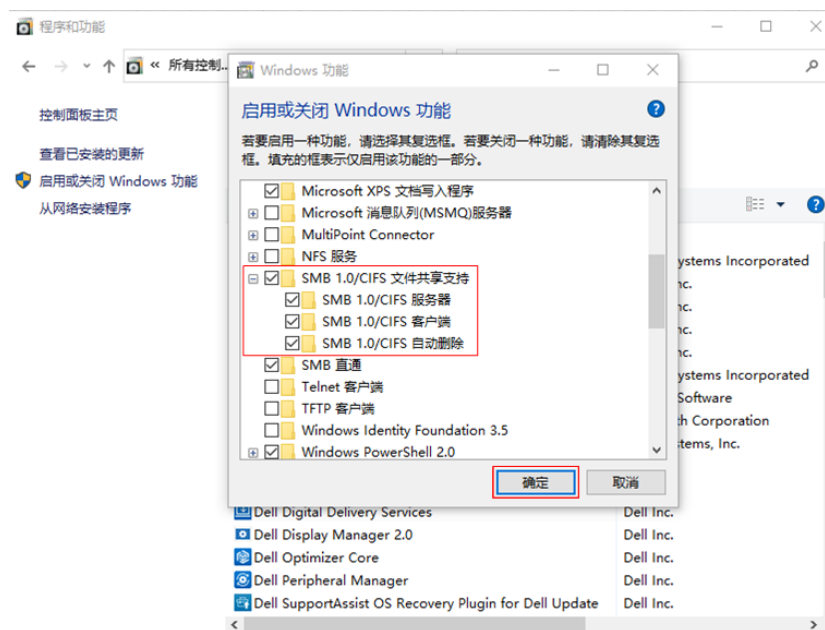 程序和功能
« 所有控制...
控制面板主页
查看已安装的更新
启用或关闭 Windows 功能
从网络安装程序
Windows 功能
启用或关闭 Windows 功能
若要启用一种功能，请选择其复选框。若要关闭一种功能，请清除其复选
框。填充的框表示仅启用该功能的一部分。
Microsoft XPS 文档写入程序
Microsoft 消息队列(MSMQ)服务器
MultiPoint Connector
NFS 服务
SMB 1.0/CIFS 文件共享支持
SMB 1.0/CIFS 服务器
SMB 1.0/CIFS 客户端
SMB 1.0/CIFS 自动删除
SMB 直通
Telnet 客户端
TFTP 客户端
Windows Identity Foundation 3.5
Windows PowerShell 2.0
确定
取消
ystems Incorporated
nc.
nc.
nc.
nc.
ystems Incorporated
Software
th Corporation
stems, Inc.
Dell Digital Delivery Services Dell Inc.
Dell Display Manager 2.0 Dell Inc.
Dell Optimizer Core Dell Inc.
Dell Peripheral Manager Dell Inc.
Dell SupportAssist OS Recovery Plugin for Dell Update Dell Inc.